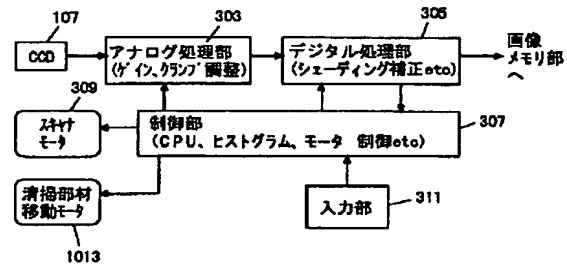 107
CCD
303
アナログ処理部
(ゲイン、クランプ調整)
305
デジタル処理部
(シェーディング補正etc)
画像
メモリ部
へ
309
スキャナ
モータ
制御部
(CPU、ヒストグラム、モータ 制御etc)
307
清掃部材
移動モータ
1013
入力部
311